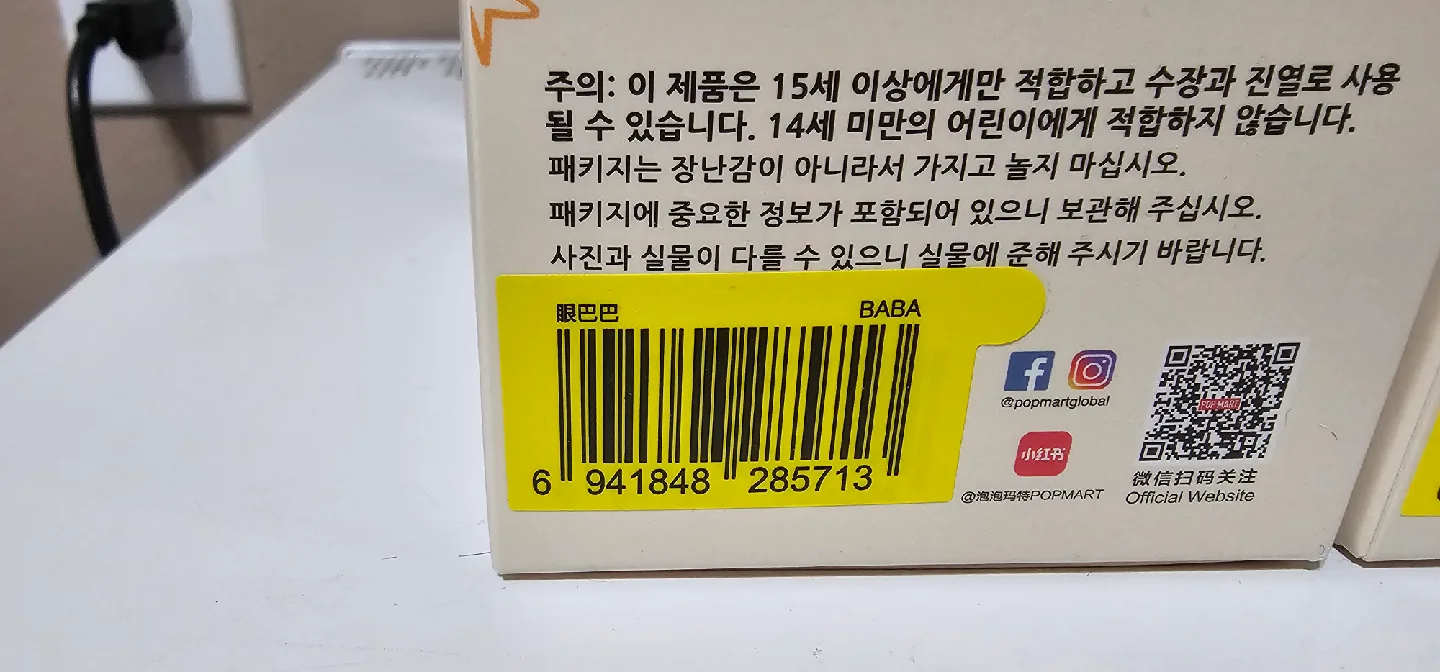 주의: 이 제품은 15세 이상에게만 적합하고 수장과 진열로 사용
될 수 있습니다. 14세 미만의 어린이에게 적합하지 않습니다.
패키지는 장난감이 아니라서 가지고 놀지 마십시오.
패키지에 중요한 정보가 포함되어 있으니 보관해 주십시오.
사진과 실물이 다를 수 있으니 실물에 준해 주시기 바랍니다.
眼巴巴 BABA
6 941848 285713
@popmartglobal
小红书
@泡泡玛特POPMART
POP MART
微信扫码关注
Official Website